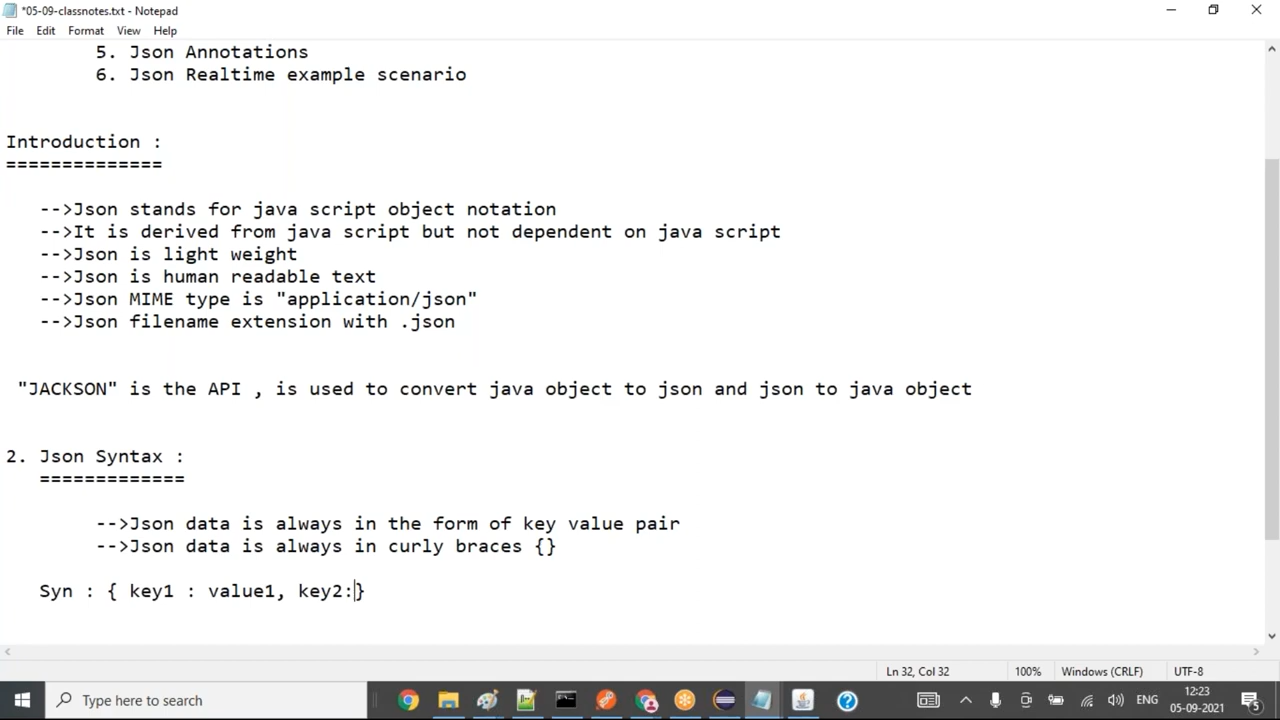 *05-09-classnotes.txt - Notepad
File Edit Format View Help
5. Json Annotations
6. Json Realtime example scenario
Introduction :
==============
-->Json stands for java script object notation
-->It is derived from java script but not dependent on java script
-->Json is light weight
-->Json is human readable text
-->Json MIME type is "application/json"
-->Json filename extension with .json
"JACKSON" is the API , is used to convert java object to json and json to java object
2. Json Syntax :
=============
-->Json data is always in the form of key value pair
-->Json data is always in curly braces {}
Syn : { key1 : value1, key2:}
Ln 32, Col 32 100% Windows (CRLF) UTF-8
Type here to search ENG 12:23
05-09-2021 5